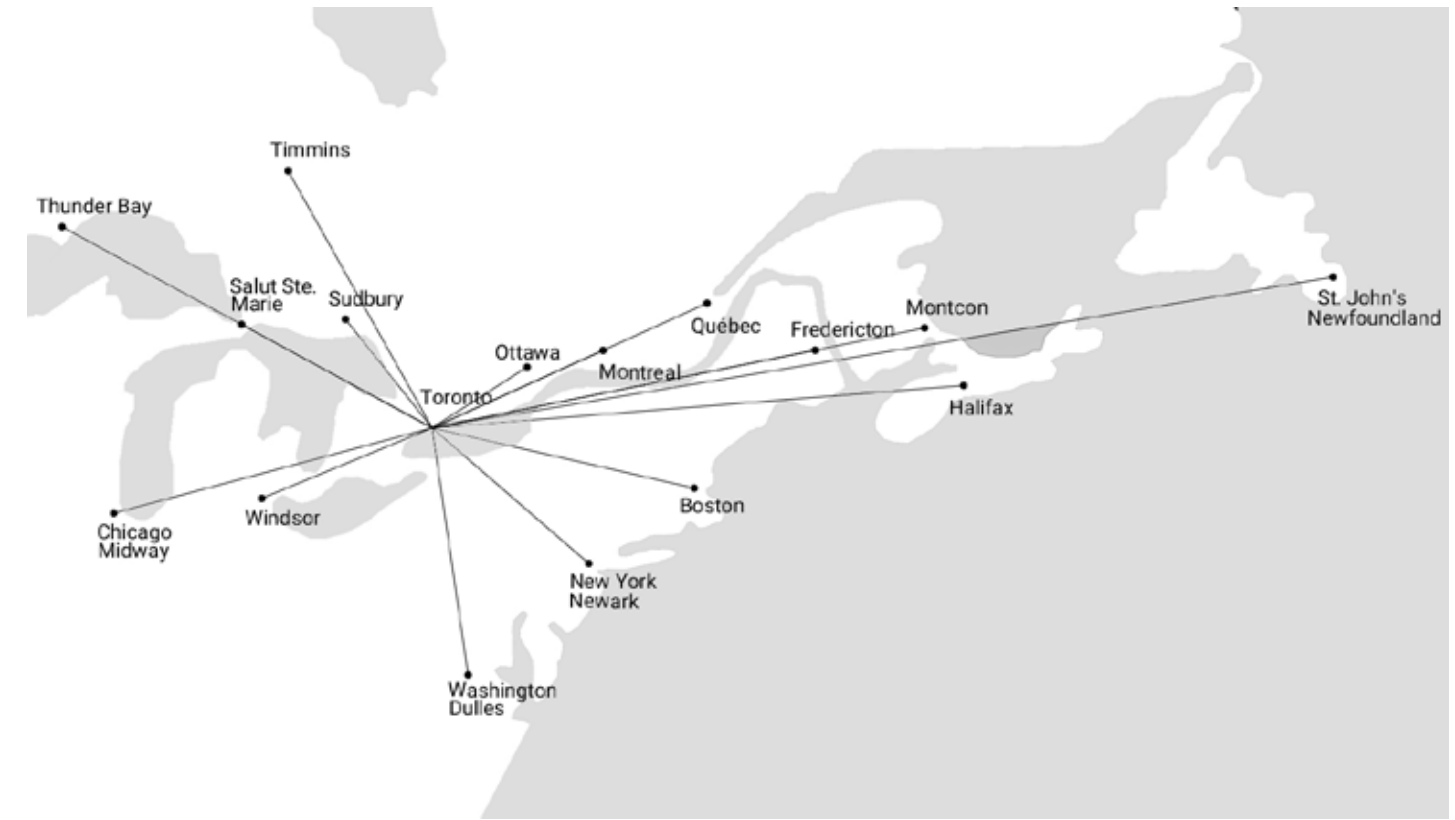 Timmins
Thunder Bay
Salut Ste.
Marie
Sudbury
Ottawa
Toronto
Québec
Montreal
Fredericton
Montcon
St. John's
Newfoundland
Halifax
Boston
Windsor
Chicago
Midway
New York
Newark
Washington
Dulles